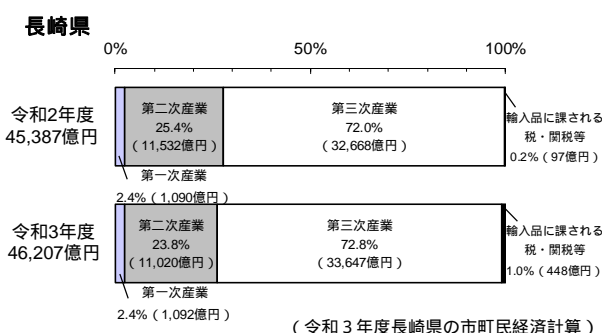 長崎県
0% 50% 100%
令和2年度
45,387億円
第二次産業
25.4%
(11,532億円)
第三次産業
72.0%
(32,668億円)
輸入品に課される
税・関税等
0.2%(97億円)
第一次産業
2.4%(1,090億円)
令和3年度
46,207億円
第二次産業
23.8%
(11,020億円)
第三次産業
72.8%
(33,647億円)
輸入品に課される
税・関税等
1.0%(448億円)
第一次産業
2.4%(1,092億円)
(令和3年度長崎県の市町民経済計算)